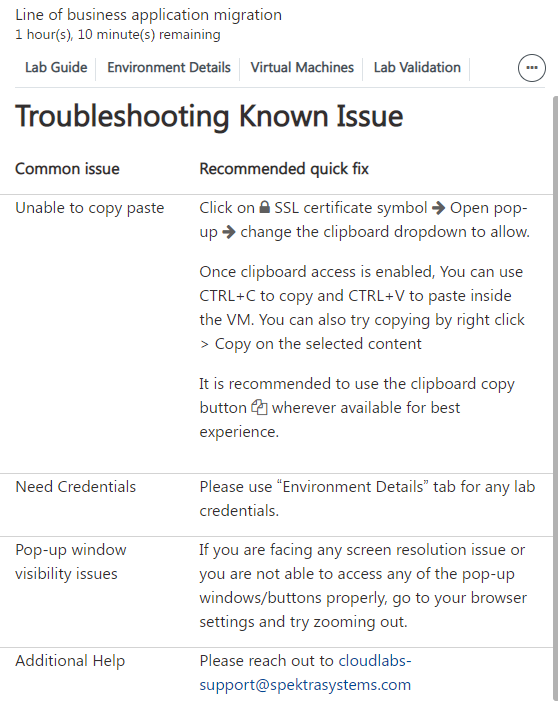 Line of business application migration
1 hour(s), 10 minute(s) remaining
Lab Guide Environment Details Virtual Machines Lab Validation
Troubleshooting Known Issue
Common issue Recommended quick fix
Unable to copy paste Click on SSL certificate symbol → Open pop-
up → change the clipboard dropdown to allow.
Once clipboard access is enabled, You can use
CTRL+C to copy and CTRL+V to paste inside
the VM. You can also try copying by right click
> Copy on the selected content
It is recommended to use the clipboard copy
button wherever available for best
experience.
Need Credentials Please use “Environment Details” tab for any lab
credentials.
Pop-up window If you are facing any screen resolution issue or
visibility issues you are not able to access any of the pop-up
windows/buttons properly, go to your browser
settings and try zooming out.
Additional Help Please reach out to cloudlabs-
support@spektrasystems.com